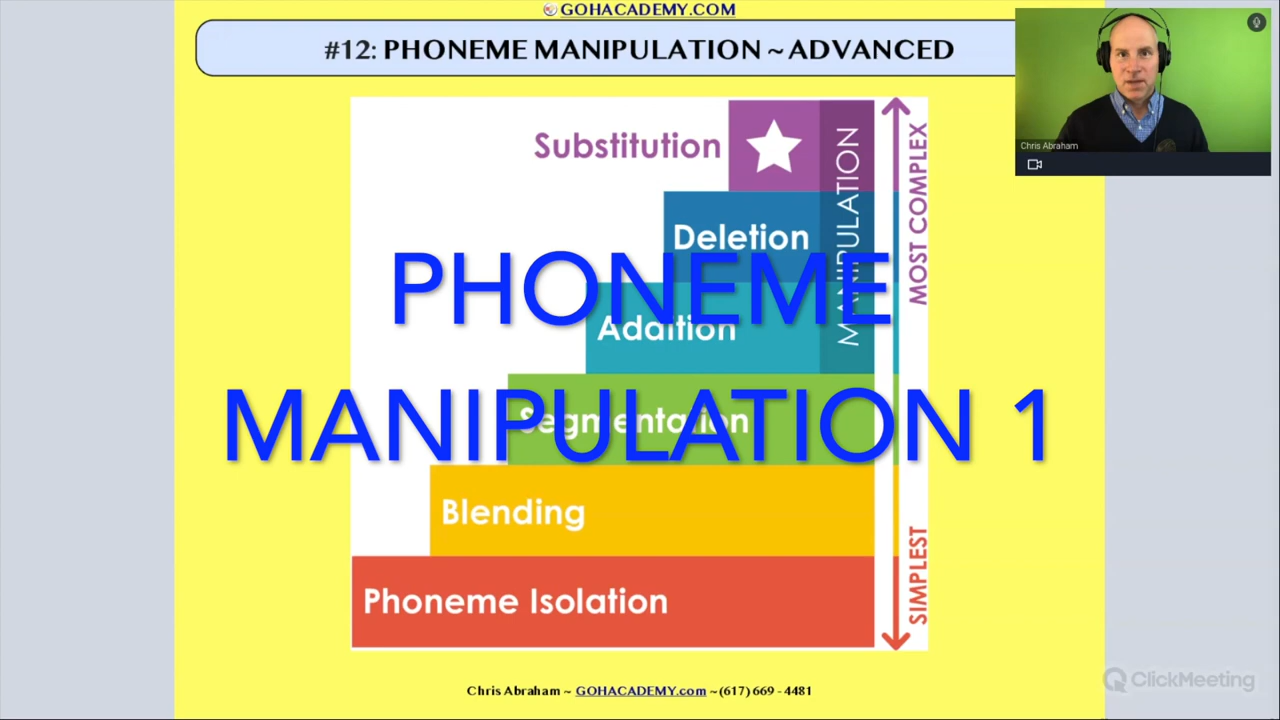 GOHACADEMY.COM
#12: PHONEME MANIPULATION ~ ADVANCED
Chris Abraham
Substitution
Deletion
Addition
Segmentation
Blending
Phoneme Isolation
MANIPULATION
MOST COMPLEX
SIMPLEST
PHONEME
MANIPULATION 1
Chris Abraham ~ GOHACADEMY.com ~(617) 669 - 4481
ClickMeeting